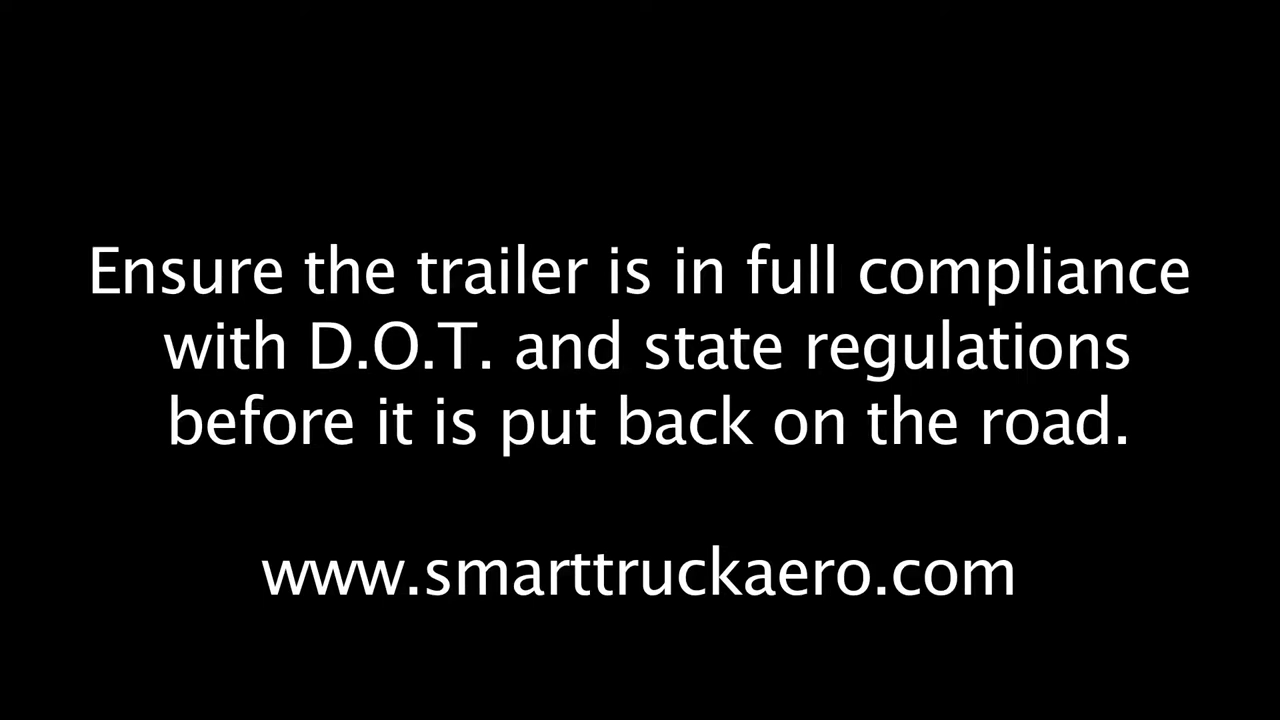 Ensure the trailer is in full compliance
with D.O.T. and state regulations
before it is put back on the road.
www.smarttruckaero.com